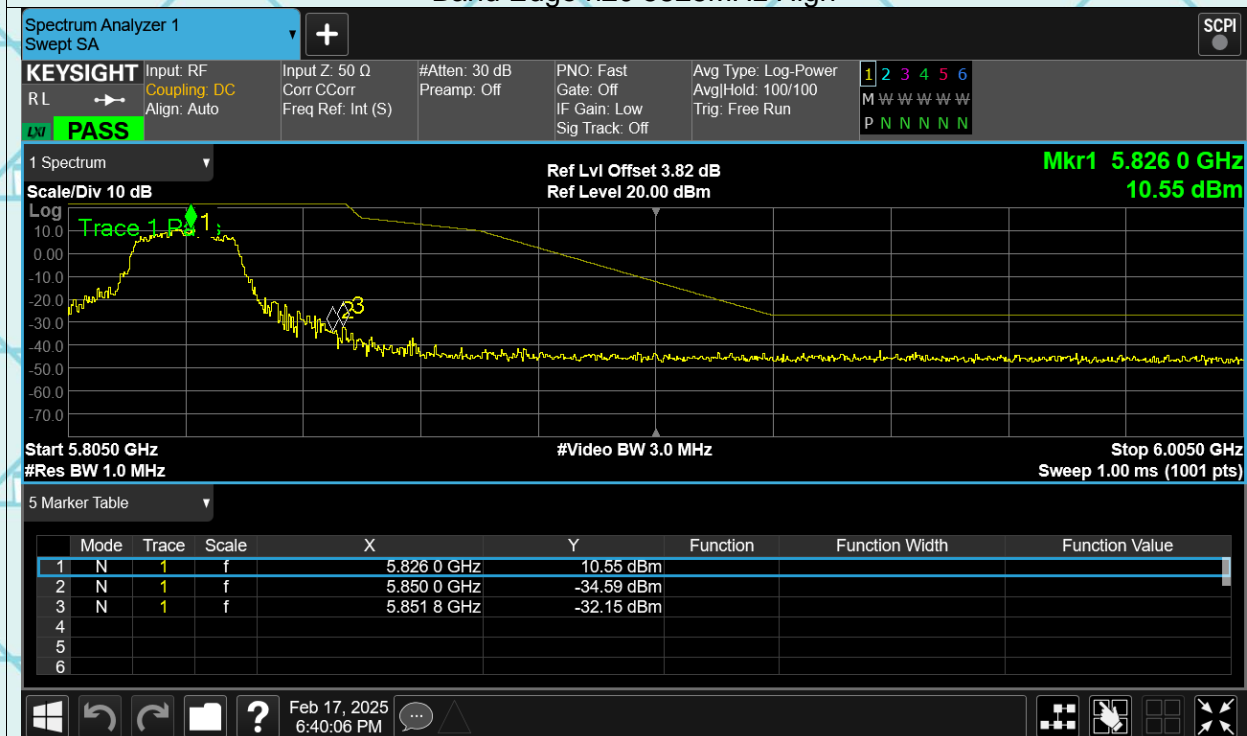 Spectrum Analyzer 1
Swept SA
+
SCPI
KEYSIGHT
R L
LXI
PASS
Input: RF
Coupling: DC
Align: Auto
Input Z: 50 Ω
Corr CCorr
Freq Ref: Int (S)
#Atten: 30 dB
Preamp: Off
PNO: Fast
Gate: Off
IF Gain: Low
Sig Track: Off
Avg Type: Log-Power
Avg|Hold: 100/100
Trig: Free Run
1 2 3 4 5 6
M W W W W W W
P N N N N N
1 Spectrum
Scale/Div 10 dB
Ref Lvl Offset 3.82 dB
Ref Level 20.00 dBm
Mkr1 5.826 0 GHz
10.55 dBm
Log
Trace 1 Pass
1
2
3
10.0
0.00
-10.0
-20.0
-30.0
-40.0
-50.0
-60.0
-70.0
Start 5.8050 GHz
#Video BW 3.0 MHz
Stop 6.0050 GHz
#Res BW 1.0 MHz
Sweep 1.00 ms (1001 pts)
5 Marker Table
Mode Trace Scale X Y Function Function Width Function Value
1 N 1 f 5.826 0 GHz 10.55 dBm
2 N 1 f 5.850 0 GHz -34.59 dBm
3 N 1 f 5.851 8 GHz -32.15 dBm
4
5
6
?
Feb 17, 2025
6:40:06 PM